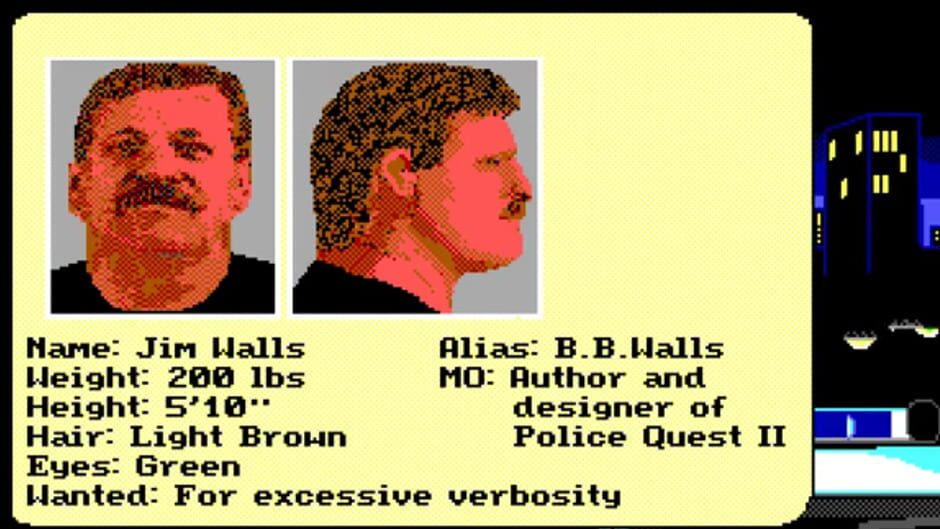 Name: Jim Walls
Weight: 200 lbs
Height: 5'10''
Hair: Light Brown
Eyes: Green
Wanted: For excessive verbosity
Alias: B.B.Walls
MO: Author and
designer of
Police Quest II